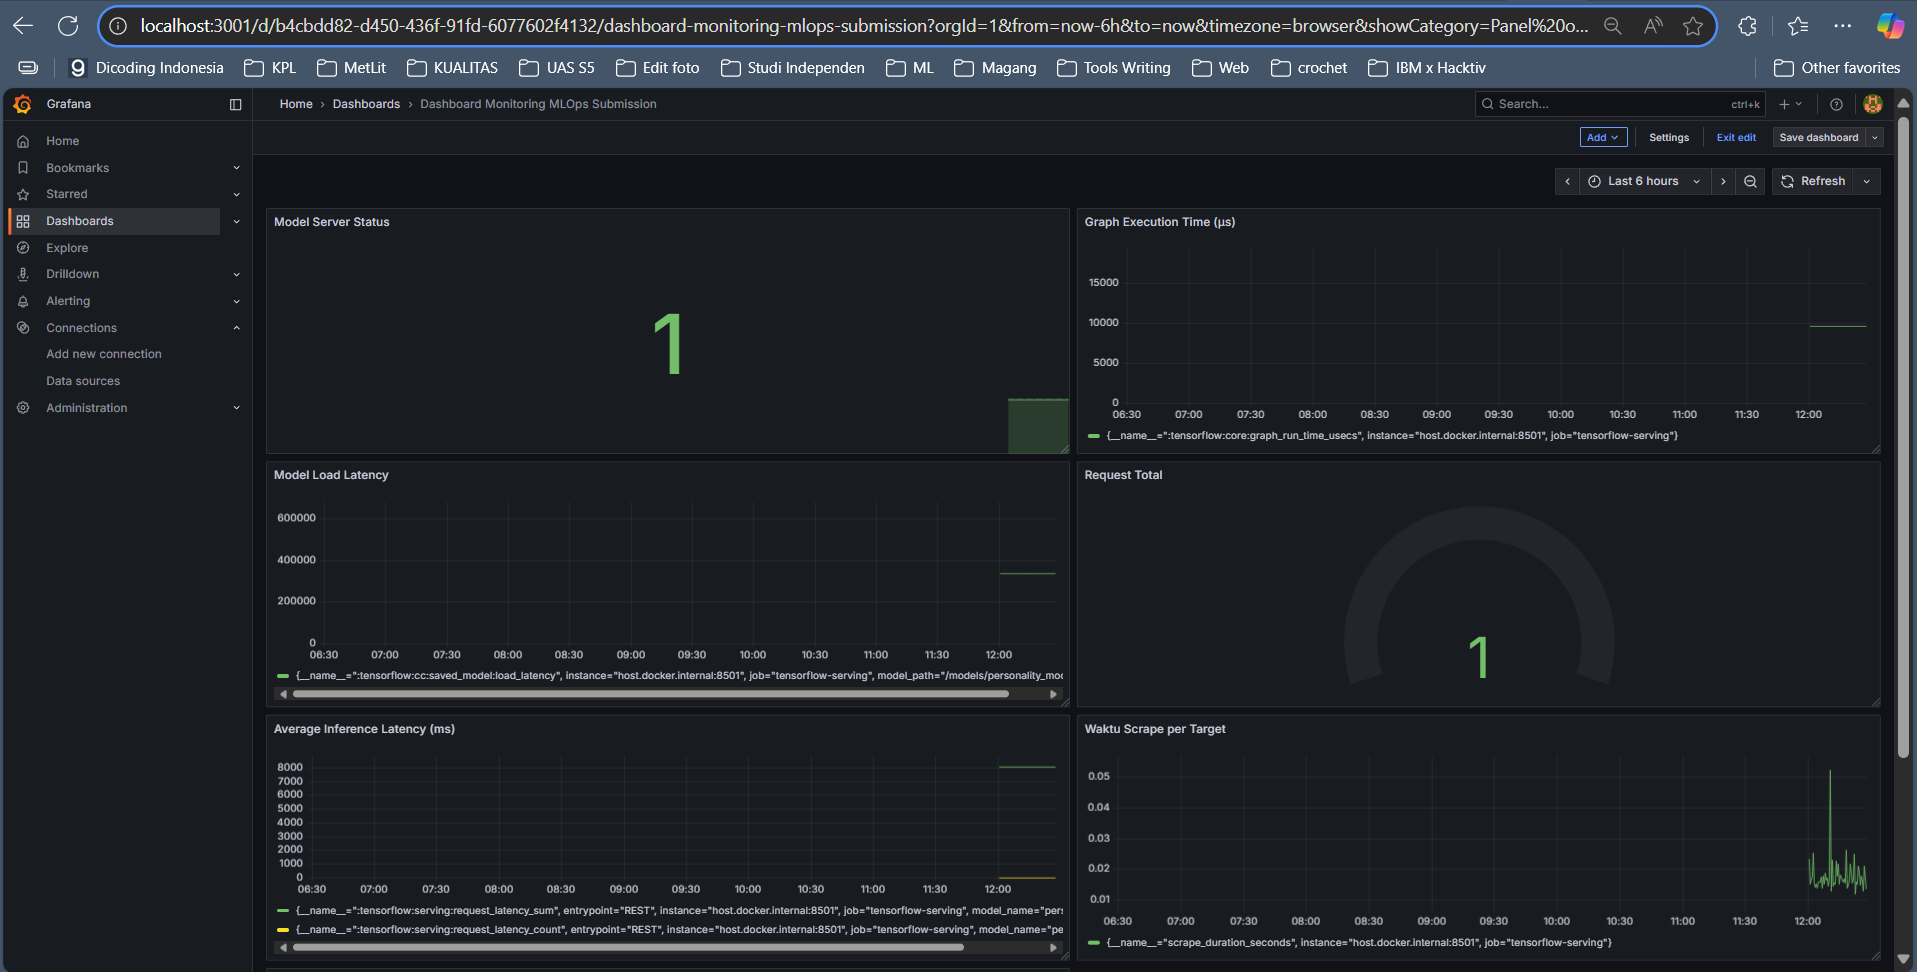 localhost:3001/d/b4cbdd82-d450-436f-91fd-6077602f4132/dashboard-monitoring-mlops-submission?orgId=1&from=now-6h&to=now&timezone=browser&showCategory=Panel%20o...
Dicoding Indonesia KPL MetLit KUALITAS UAS S5 Edit foto Studi Independen ML Magang Tools Writing Web crochet IBM x Hacktiv Other favorites
Grafana
Home › Dashboards › Dashboard Monitoring MLOps Submission
Search... ctrl+k
Add Settings Exit edit Save dashboard
Last 6 hours Refresh
Home
Bookmarks
Starred
Dashboards
Explore
Drilldown
Alerting
Connections
Add new connection
Data sources
Administration
Model Server Status
1
Graph Execution Time (µs)
15000
10000
5000
0
06:30 07:00 07:30 08:00 08:30 09:00 09:30 10:00 10:30 11:00 11:30 12:00
{__name__=":tensorflow:core:graph_run_time_usecs", instance="host.docker.internal:8501", job="tensorflow-serving"}
Model Load Latency
600000
400000
200000
0
06:30 07:00 07:30 08:00 08:30 09:00 09:30 10:00 10:30 11:00 11:30 12:00
{__name__=":tensorflow:cc:saved_model:load_latency", instance="host.docker.internal:8501", job="tensorflow-serving", model_path="/models/personality_mo
Request Total
1
Average Inference Latency (ms)
8000
7000
6000
5000
4000
3000
2000
1000
0
06:30 07:00 07:30 08:00 08:30 09:00 09:30 10:00 10:30 11:00 11:30 12:00
{__name__=":tensorflow:serving:request_latency_sum", entrypoint="REST", instance="host.docker.internal:8501", job="tensorflow-serving", model_name="per
{__name__=":tensorflow:serving:request_latency_count", entrypoint="REST", instance="host.docker.internal:8501", job="tensorflow-serving", model_name="pe
Waktu Scrape per Target
0.05
0.04
0.03
0.02
0.01
06:30 07:00 07:30 08:00 08:30 09:00 09:30 10:00 10:30 11:00 11:30 12:00
{__name__="scrape_duration_seconds", instance="host.docker.internal:8501", job="tensorflow-serving"}